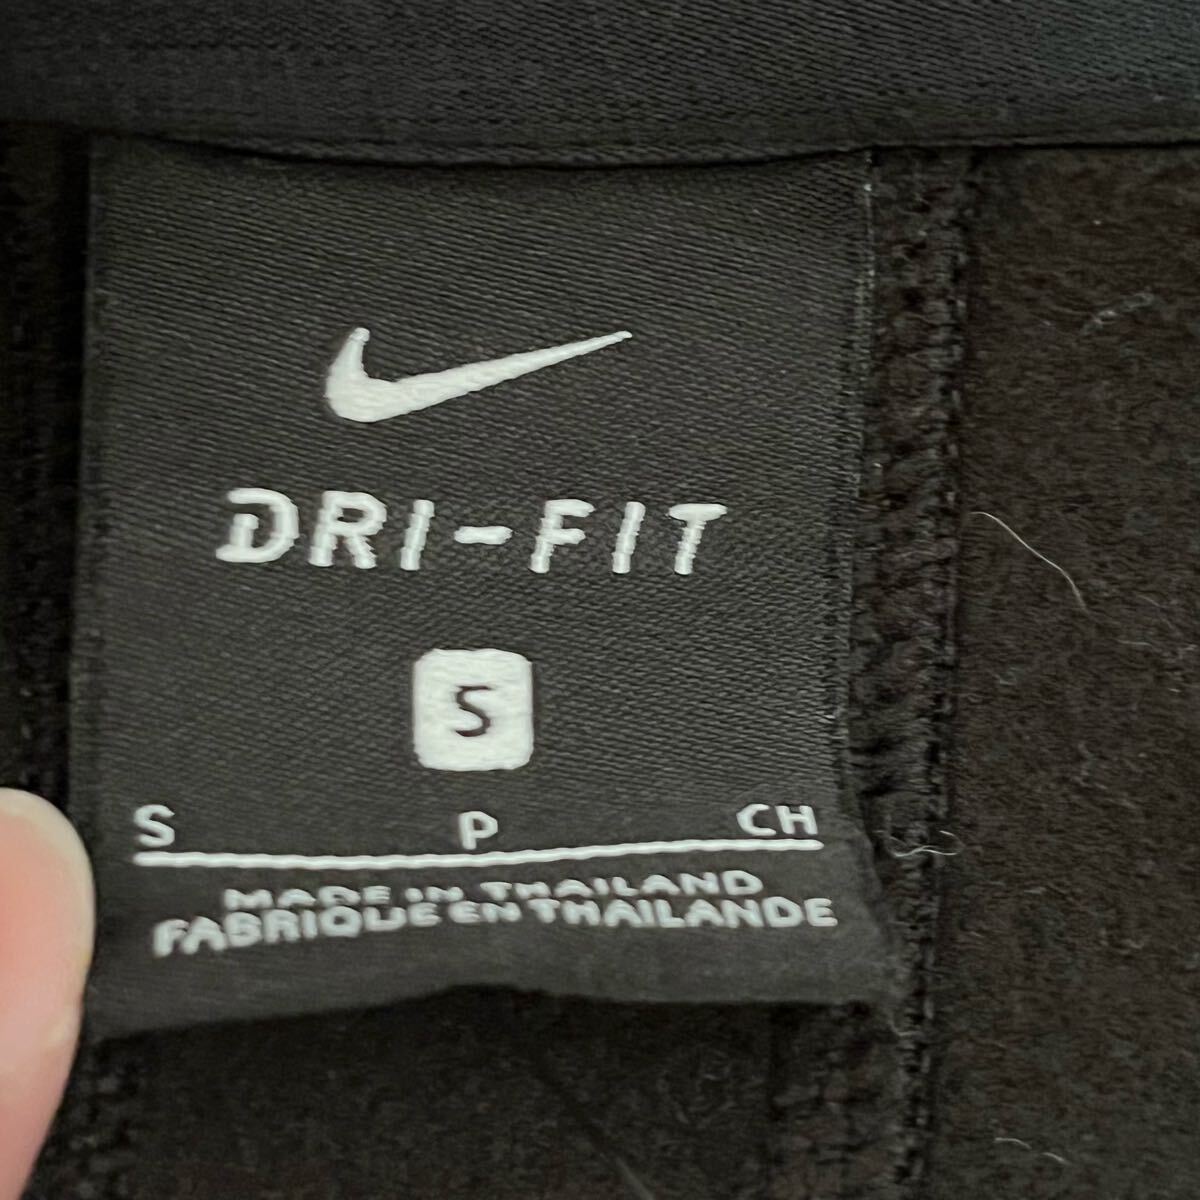 DRI-FIT
S
S P CH
MADE IN THAILAND
FABRIQUE EN THAILANDE